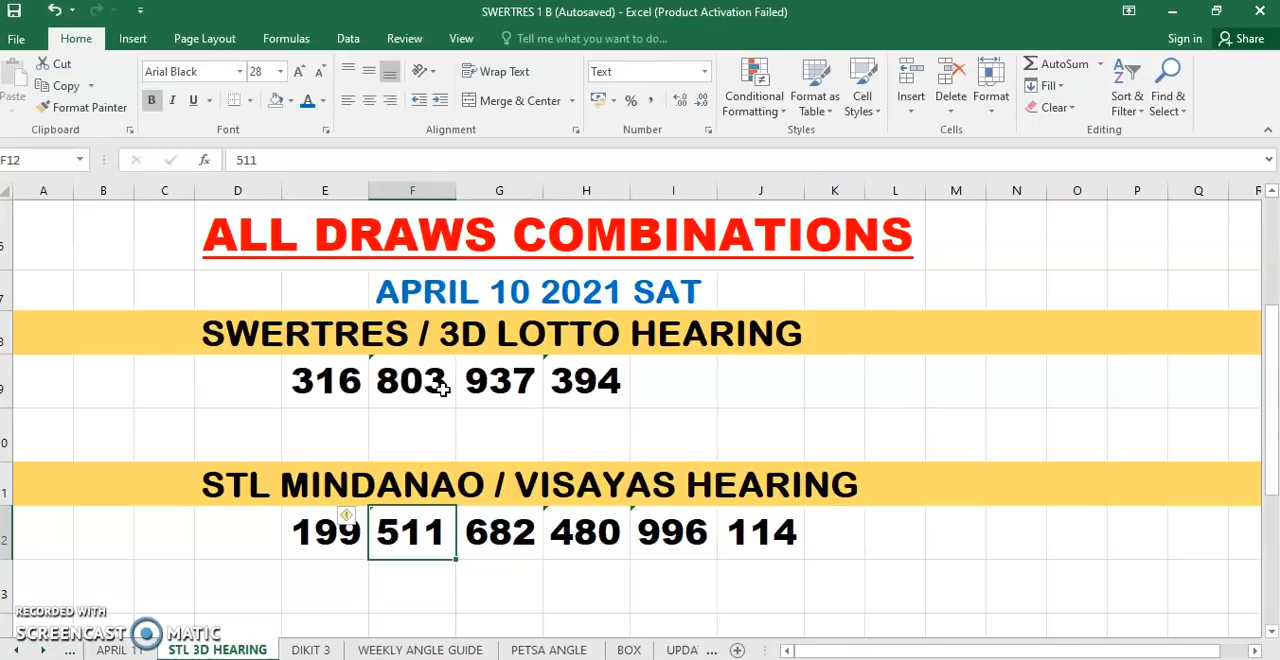 SWERTRES 1 B (Autosaved) - Excel (Product Activation Failed)
File Home Insert Page Layout Formulas Data Review View Tell me what you want to do... Sign in Share
Paste Cut Copy Format Painter Clipboard
Arial Black 28 B I U Font
Wrap Text Merge & Center Alignment
Text % Number
Conditional Formatting Format as Table Cell Styles Styles
Insert Delete Format Cells
AutoSum Fill Clear Sort & Filter Find & Select Editing
F12 fx 511
A B C D E F G H I J K L M N O P Q R
ALL DRAWS COMBINATIONS
APRIL 10 2021 SAT
SWERTRES / 3D LOTTO HEARING
316 803 937 394
STL MINDANAO / VISAYAS HEARING
199 511 682 480 996 114
RECORDED WITH
SCREENCAST MATIC
... APRIL 11 STL 3D HEARING DIKIT 3 WEEKLY ANGLE GUIDE PETSA ANGLE BOX UPDA ...